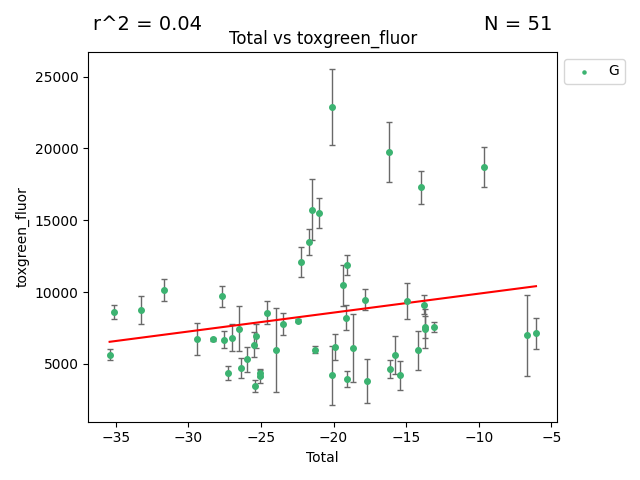 r^2 = 0.04
N = 51
Total vs toxgreen_fluor
G
25000
20000
15000
10000
5000
toxgreen_fluor
−35
−30
−25
−20
−15
−10
−5
Total